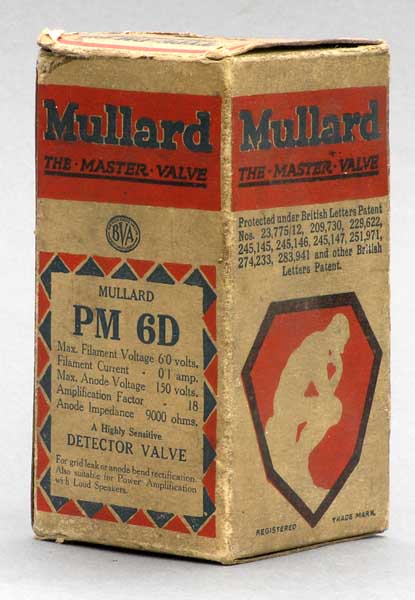 Mullard
THE · MASTER · VALVE
BVA
MULLARD
PM 6D
Max. Filament Voltage 6·0 volts.
Filament Current - 0·1 amp.
Max. Anode Voltage 150 volts.
Amplification Factor - 18
Anode Impedance 9000 ohms.
A Highly Sensitive
DETECTOR VALVE
For grid leak or anode bend rectification.
Also suitable for Power Amplification
with Loud Speakers.
Mullard
THE · MASTER · VALVE
Protected under British Letters Patent
Nos. 23,775/12, 209,730, 229,622,
245,145, 245,146, 245,147, 251,971,
274,233, 283,941 and other British
Letters Patent.
REGISTERED TRADE MARK.